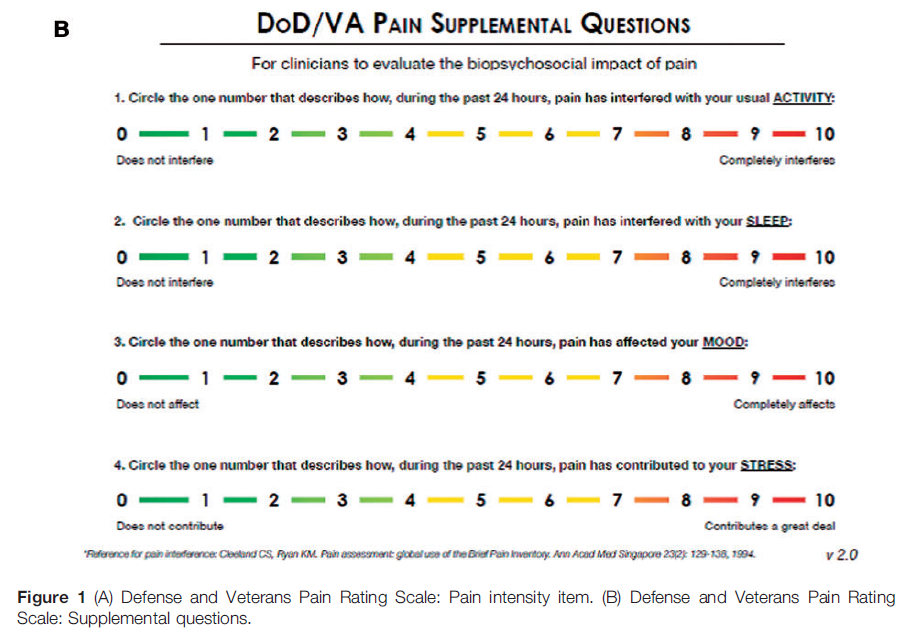 B
DoD/VA Pain Supplemental Questions
For clinicians to evaluate the biopsychosocial impact of pain
1. Circle the one number that describes how, during the past 24 hours, pain has interfered with your usual ACTIVITY:
0 1 2 3 4 5 6 7 8 9 10
Does not interfere Completely interferes
2. Circle the one number that describes how, during the past 24 hours, pain has interfered with your SLEEP:
0 1 2 3 4 5 6 7 8 9 10
Does not interfere Completely interferes
3. Circle the one number that describes how, during the past 24 hours, pain has affected your MOOD:
0 1 2 3 4 5 6 7 8 9 10
Does not affect Completely affects
4. Circle the one number that describes how, during the past 24 hours, pain has contributed to your STRESS:
0 1 2 3 4 5 6 7 8 9 10
Does not contribute Contributes a great deal
*Reference for pain interference: Cleeland CS, Ryan KM. Pain assessment: global use of the Brief Pain Inventory. Ann Acad Med Singapore 23(2): 129-138, 1994. v 2.0
Figure 1 (A) Defense and Veterans Pain Rating Scale: Pain intensity item. (B) Defense and Veterans Pain Rating
Scale: Supplemental questions.